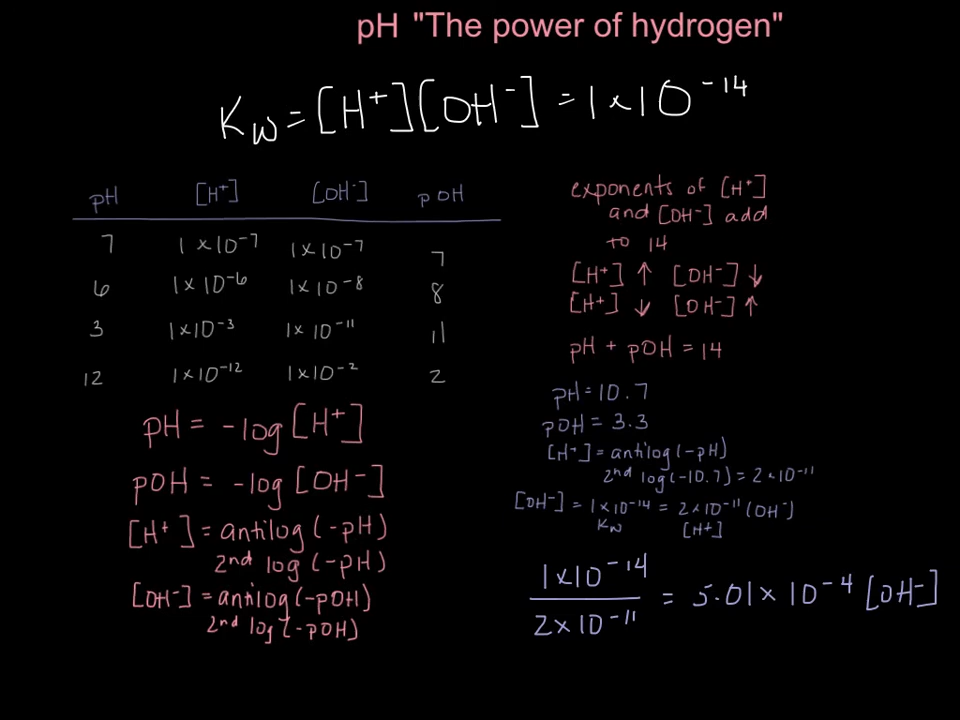 pH "The power of hydrogen"
Kw = [H⁺][OH⁻] = 1 x 10⁻¹⁴
pH [H⁺] [OH⁻] pOH
7 1 x 10⁻⁷ 1 x 10⁻⁷ 7
6 1 x 10⁻⁶ 1 x 10⁻⁸ 8
3 1 x 10⁻³ 1 x 10⁻¹¹ 11
12 1 x 10⁻¹² 1 x 10⁻² 2
pH = -log [H⁺]
pOH = -log [OH⁻]
[H⁺] = antilog (-pH)
2nd log (-pH)
[OH⁻] = antilog (-pOH)
2nd log (-pOH)
exponents of [H⁺]
and [OH⁻] add
to 14
[H⁺] ↑ [OH⁻] ↓
[H⁺] ↓ [OH⁻] ↑
pH + pOH = 14
pH = 10.7
pOH = 3.3
[H⁺] = antilog (-pH)
2nd log (-10.7) = 2 x 10⁻¹¹
[OH⁻] = 1 x 10⁻¹⁴ = 2 x 10⁻¹¹ (OH⁻)
Kw [H⁺]
1 x 10⁻¹⁴
= 5.01 x 10⁻⁴ [OH⁻]
2 x 10⁻¹¹